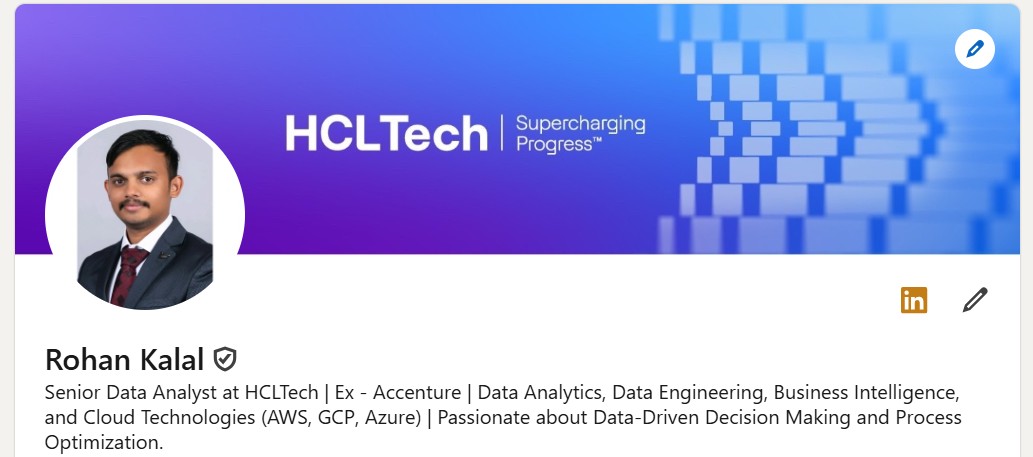 HCLTech | Supercharging
Progress™
in
Rohan Kalal
Senior Data Analyst at HCLTech | Ex - Accenture | Data Analytics, Data Engineering, Business Intelligence,
and Cloud Technologies (AWS, GCP, Azure) | Passionate about Data-Driven Decision Making and Process
Optimization.